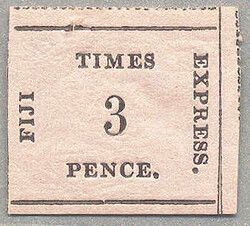 TIMES
FIJI
3
EXPRESS.
PENCE.